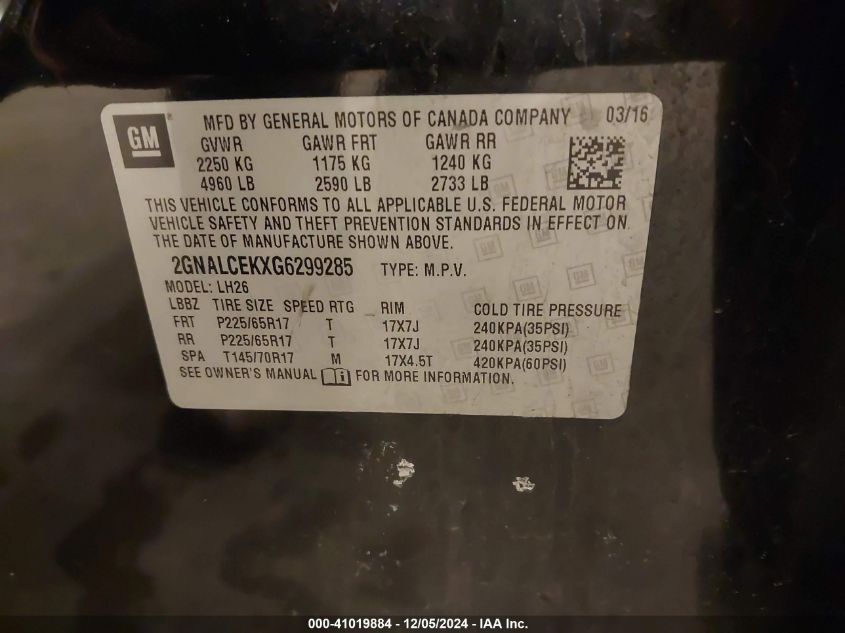 GM
MFD BY GENERAL MOTORS OF CANADA COMPANY 03/16
GVWR GAWR FRT GAWR RR
2250 KG 1175 KG 1240 KG
4960 LB 2590 LB 2733 LB
THIS VEHICLE CONFORMS TO ALL APPLICABLE U.S. FEDERAL MOTOR
VEHICLE SAFETY AND THEFT PREVENTION STANDARDS IN EFFECT ON
THE DATE OF MANUFACTURE SHOWN ABOVE.
2GNALCEKXG6299285 TYPE: M.P.V.
MODEL: LH26
LBBZ TIRE SIZE SPEED RTG RIM COLD TIRE PRESSURE
FRT P225/65R17 T 17X7J 240KPA(35PSI)
RR P225/65R17 T 17X7J 240KPA(35PSI)
SPA T145/70R17 M 17X4.5T 420KPA(60PSI)
SEE OWNER'S MANUAL FOR MORE INFORMATION.
000-41019884 - 12/05/2024 - IAA Inc.